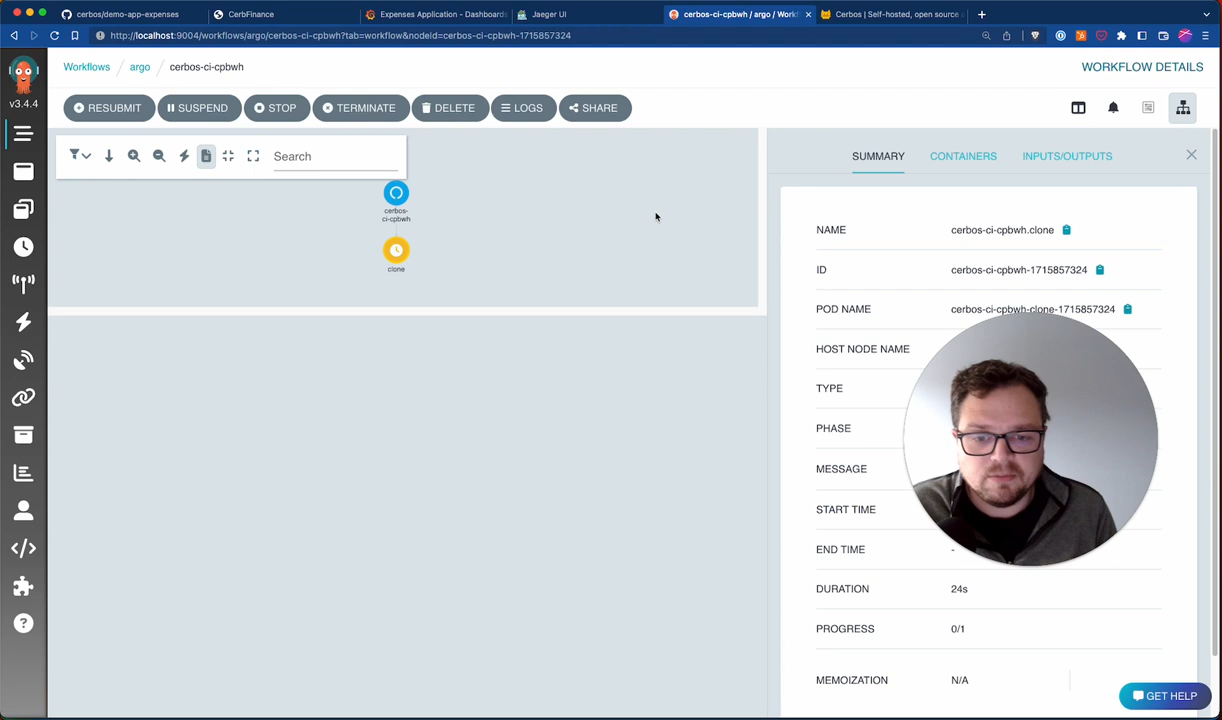 cerbos/demo-app-expenses
CerbFinance
Expenses Application - Dashboards
Jaeger UI
cerbos-ci-cpbwh / argo / Workf
Cerbos | Self-hosted, open source
http://localhost:9004/workflows/argo/cerbos-ci-cpbwh?tab=workflow&nodeId=cerbos-ci-cpbwh-1715857324
v3.4.4
Workflows / argo / cerbos-ci-cpbwh
WORKFLOW DETAILS
RESUBMIT
SUSPEND
STOP
TERMINATE
DELETE
LOGS
SHARE
Search
cerbos-
ci-cpbwh
clone
SUMMARY
CONTAINERS
INPUTS/OUTPUTS
NAME cerbos-ci-cpbwh.clone
ID cerbos-ci-cpbwh-1715857324
POD NAME cerbos-ci-cpbwh-clone-1715857324
HOST NODE NAME
TYPE
PHASE
MESSAGE
START TIME
END TIME -
DURATION 24s
PROGRESS 0/1
MEMOIZATION N/A
GET HELP